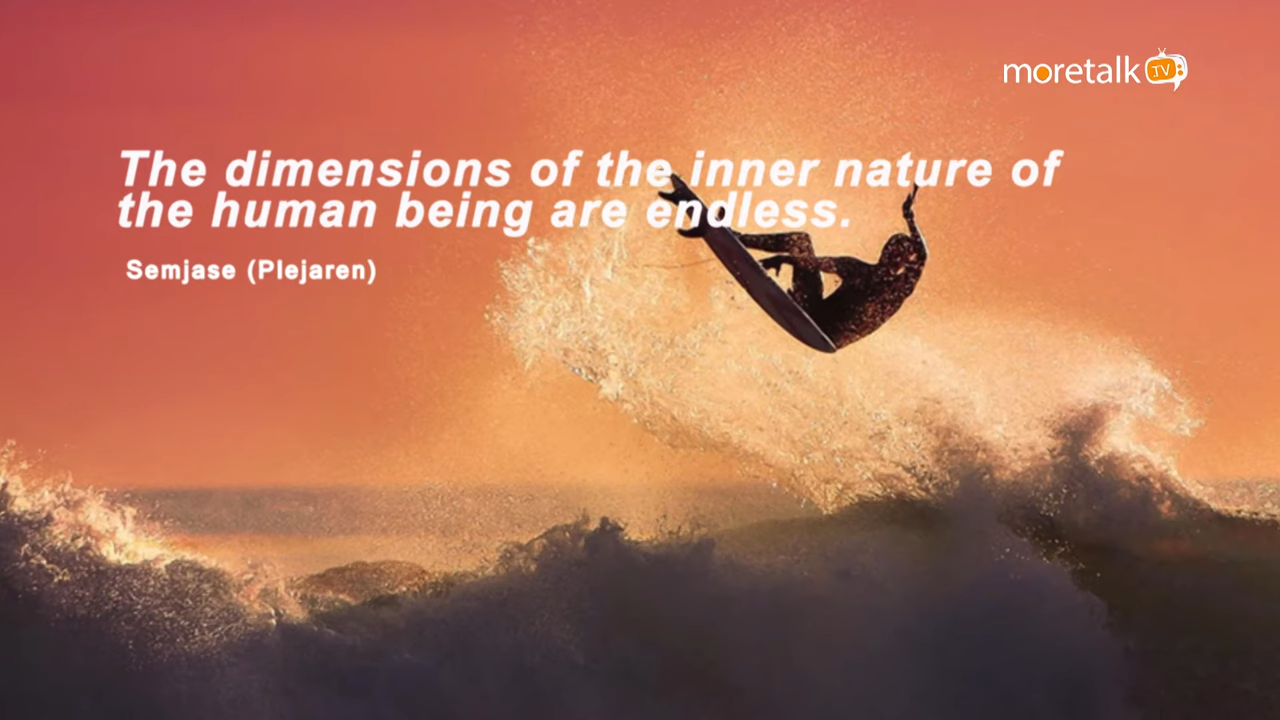 moretalk TV
The dimensions of the inner nature of
the human being are endless.
Semjase (Plejaren)